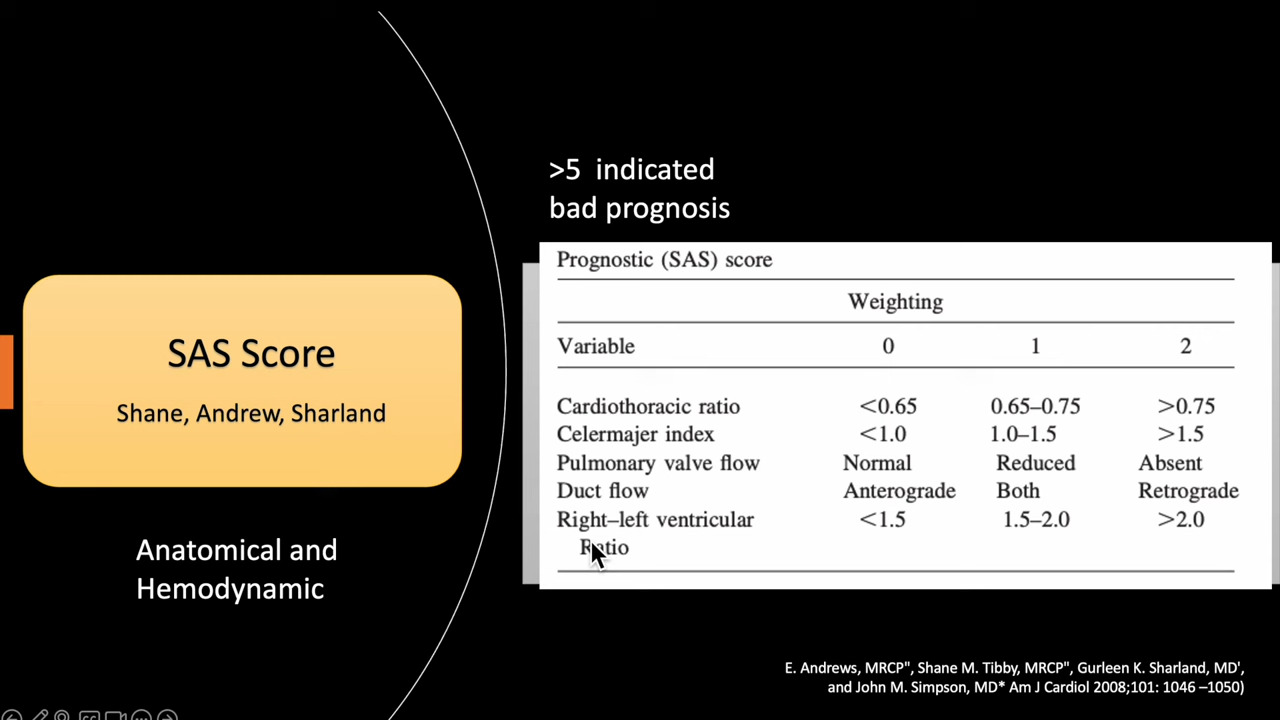 >5 indicated
bad prognosis
SAS Score
Shane, Andrew, Sharland
Anatomical and
Hemodynamic
Prognostic (SAS) score
Weighting
Variable 0 1 2
Cardiothoracic ratio <0.65 0.65–0.75 >0.75
Celermajer index <1.0 1.0–1.5 >1.5
Pulmonary valve flow Normal Reduced Absent
Duct flow Anterograde Both Retrograde
Right–left ventricular <1.5 1.5–2.0 >2.0
Ratio
E. Andrews, MRCP", Shane M. Tibby, MRCP", Gurleen K. Sharland, MD',
and John M. Simpson, MD* Am J Cardiol 2008;101: 1046 –1050)